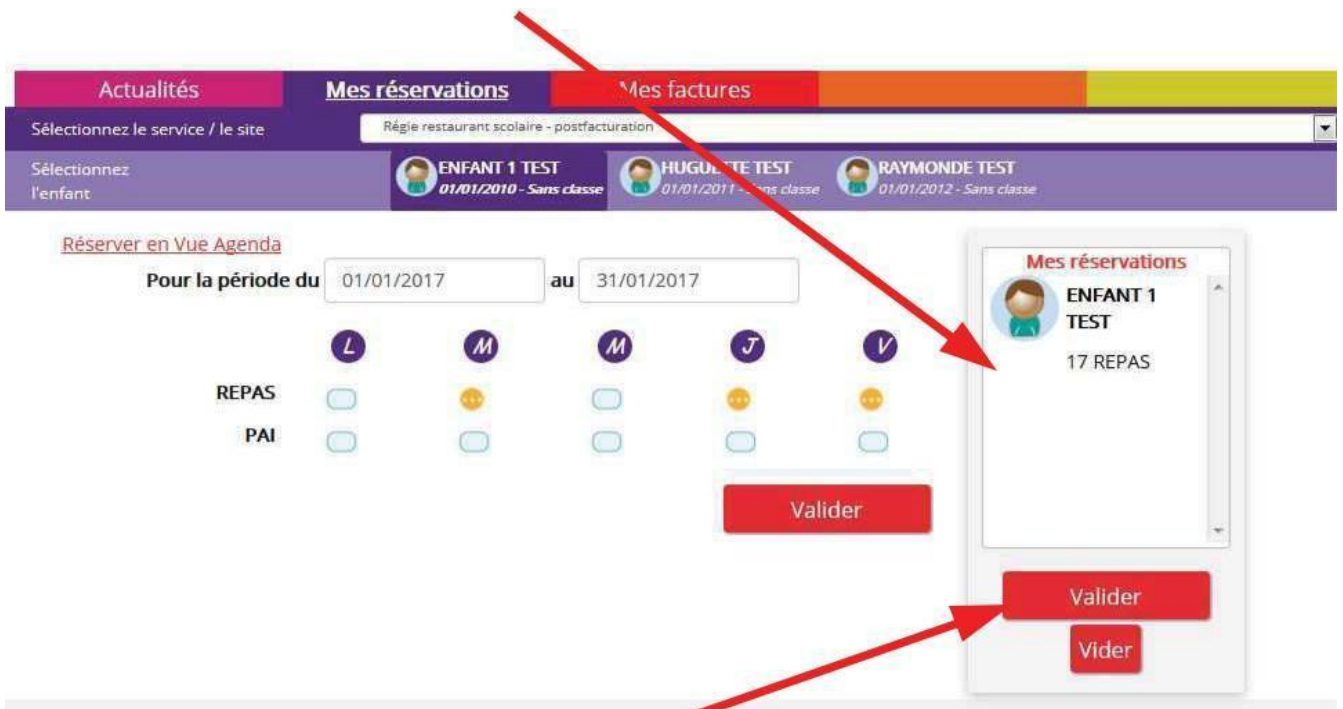 Actualités
Mes réservations
Mes factures
Sélectionnez le service / le site
Régie restaurant scolaire - postfacturation
Sélectionnez
l'enfant
ENFANT 1 TEST
01/01/2010 - Sans classe
HUGUETTE TEST
01/01/2011 - Sans classe
RAYMONDE TEST
01/01/2012 - Sans classe
Réserver en Vue Agenda
Pour la période du 01/01/2017 au 31/01/2017
L M M J V
REPAS
PAI
Valider
Mes réservations
ENFANT 1
TEST
17 REPAS
Valider
Vider